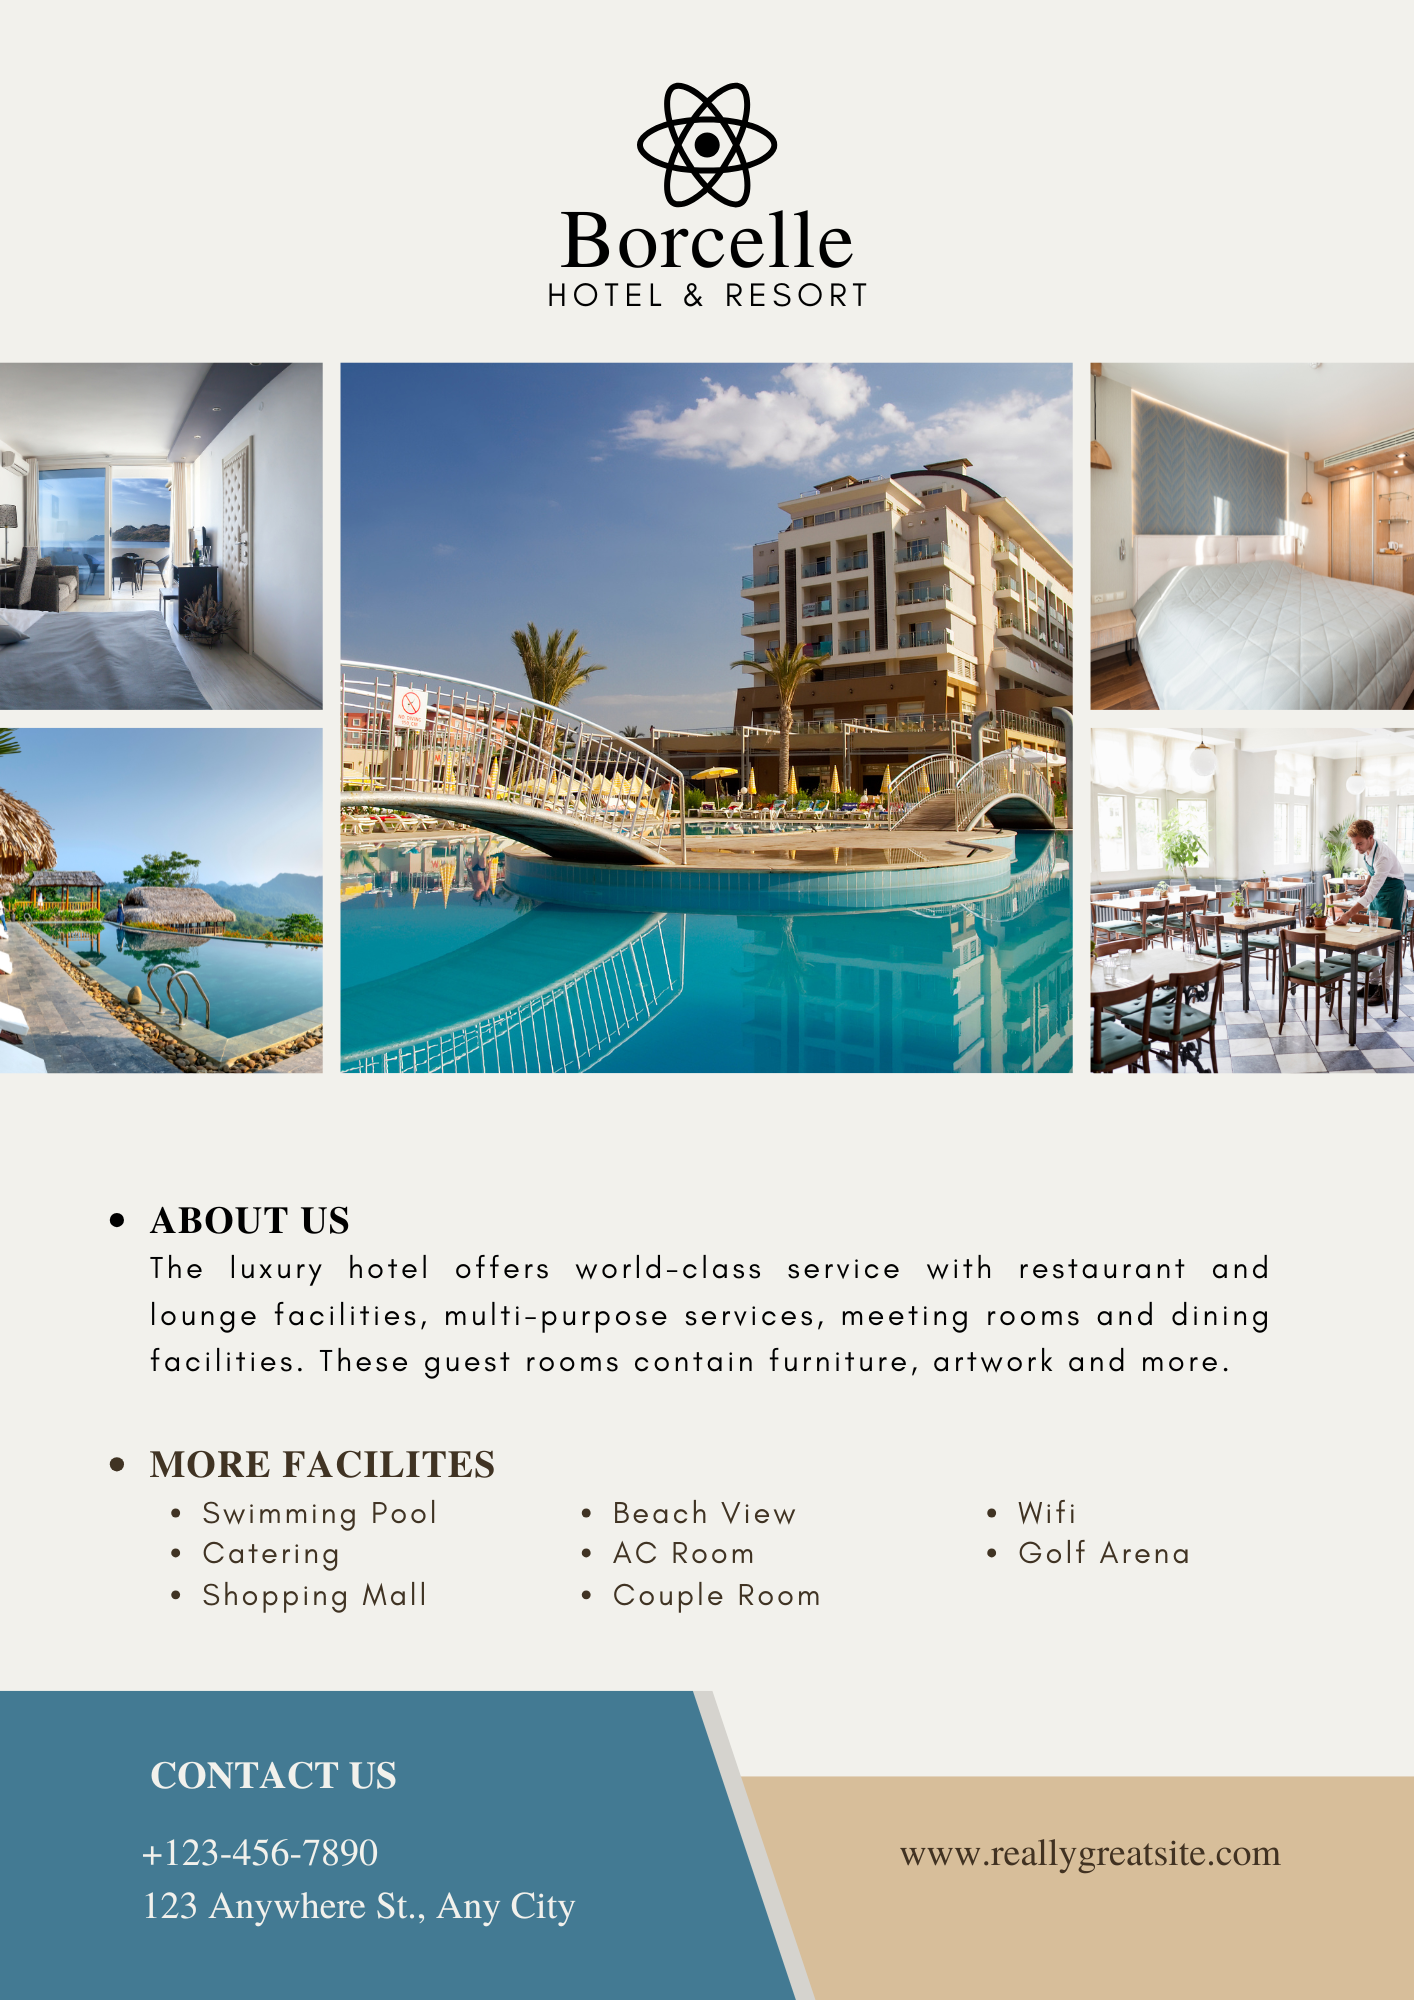 Borcelle
HOTEL & RESORT
NO DIVING
• ABOUT US
The luxury hotel offers world-class service with restaurant and
lounge facilities, multi-purpose services, meeting rooms and dining
facilities. These guest rooms contain furniture, artwork and more.
• MORE FACILITES
• Swimming Pool
• Catering
• Shopping Mall
• Beach View
• AC Room
• Couple Room
• Wifi
• Golf Arena
CONTACT US
+123-456-7890
123 Anywhere St., Any City
www.reallygreatsite.com